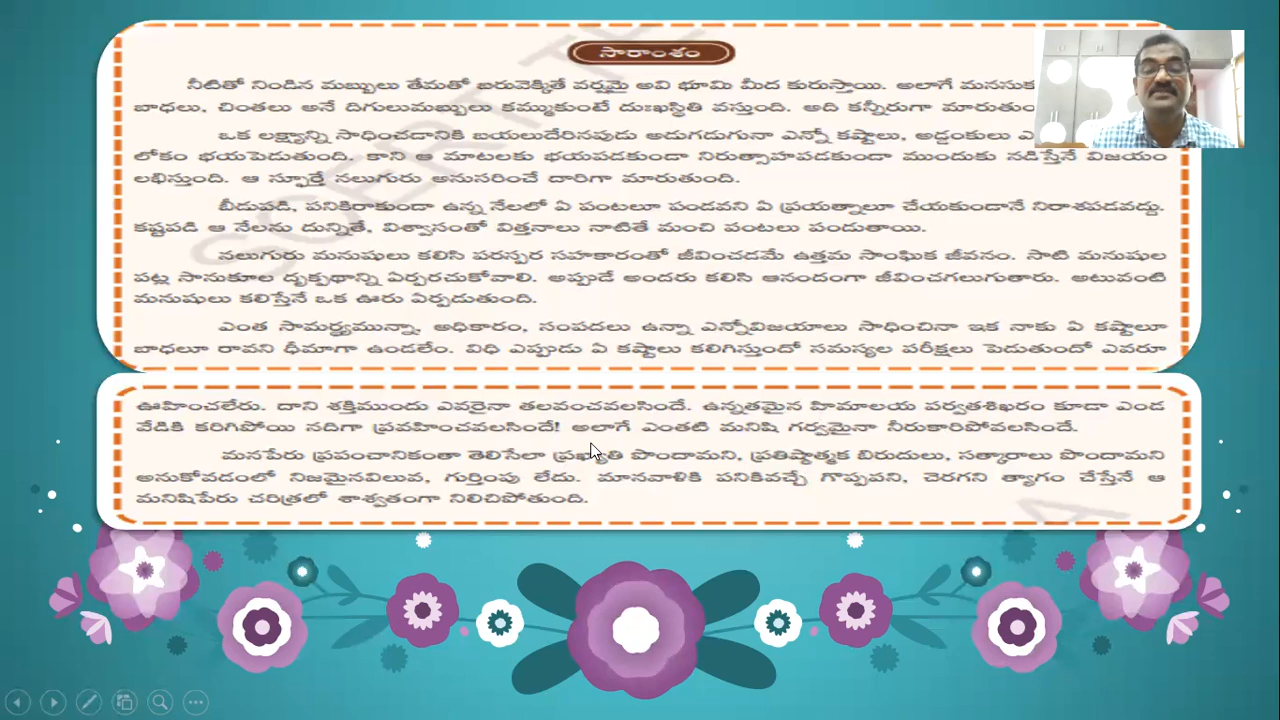 సారాంశం
నీటితో నిండిన మబ్బులు తేమతో బరువెక్కితే వర్షమై అవి భూమి మీద కురుస్తాయి. అలాగే మనసుక
బాధలు, చింతలు అనే దిగులుమబ్బులు కమ్ముకుంటే దుఃఖస్థితి వస్తుంది. అది కన్నీరుగా మారుతుం
ఒక లక్ష్యాన్ని సాధించడానికి బయలుదేరినవుడు అడుగడుగునా ఎన్నో కష్టాలు, అడ్డంకులు
లోకం భయపెడుతుంది. కాని ఆ మాటలకు భయపడకుండా నిరుత్సాహపడకుండా ముందుకు నడిస్తేనే విజయం
లభిస్తుంది. ఆ స్ఫూర్తే నలుగురు అనుసరించే దారిగా మారుతుంది.
బీడుపడి, పనికిరాకుండా ఉన్న నేలలో ఏ పంటలూ పండవని ఏ ప్రయత్నాలూ చేయకుండానే నిరాశపడవద్దు.
కష్టపడి ఆ నేలను దున్నితే, విశ్వాసంతో విత్తనాలు నాటితే మంచి పంటలు పండుతాయి.
నలుగురు మనుషులు కలిసి పరస్పర సహకారంతో జీవించడమే ఉత్తమ సాంఘిక జీవనం. సాటి మనుషుల
పట్ల సానుకూల దృక్పథాన్ని ఏర్పరచుకోవాలి. అప్పుడే అందరు కలిసి ఆనందంగా జీవించగలుగుతారు. అటువంటి
మనుషులు కలిస్తేనే ఒక ఊరు ఏర్పడుతుంది.
ఎంత సామర్థ్యమున్నా, అధికారం, సంపదలు ఉన్నా ఎన్నోవిజయాలు సాధించినా ఇక నాకు ఏ కష్టాలూ
బాధలూ రావని ధీమాగా ఉండలేం. విధి ఎప్పుడు ఏ కష్టాలు కలిగిస్తుందో సమస్యల పరీక్షలు పెడుతుందో ఎవరూ
ఊహించలేరు. దాని శక్తిముందు ఎవరైనా తలవంచవలసిందే. ఉన్నతమైన హిమాలయ పర్వతశిఖరం కూడా ఎండ
వేడికి కరిగిపోయి నదిగా ప్రవహించవలసిందే! అలాగే ఎంతటి మనిషి గర్వమైనా నీరుకారిపోవలసిందే.
మనపేరు ప్రపంచానికంతా తెలిసేలా ప్రఖ్యాతి పొందామని, ప్రతిష్ఠాత్మక బిరుదులు, సత్కారాలు పొందామని
అనుకోవడంలో నిజమైనవిలువ, గుర్తింపు లేదు. మానవాళికి పనికివచ్చే గొప్పవని, చెరగని త్యాగం చేస్తేనే ఆ
మనిషిపేరు చరిత్రలో శాశ్వతంగా నిలిచిపోతుంది.